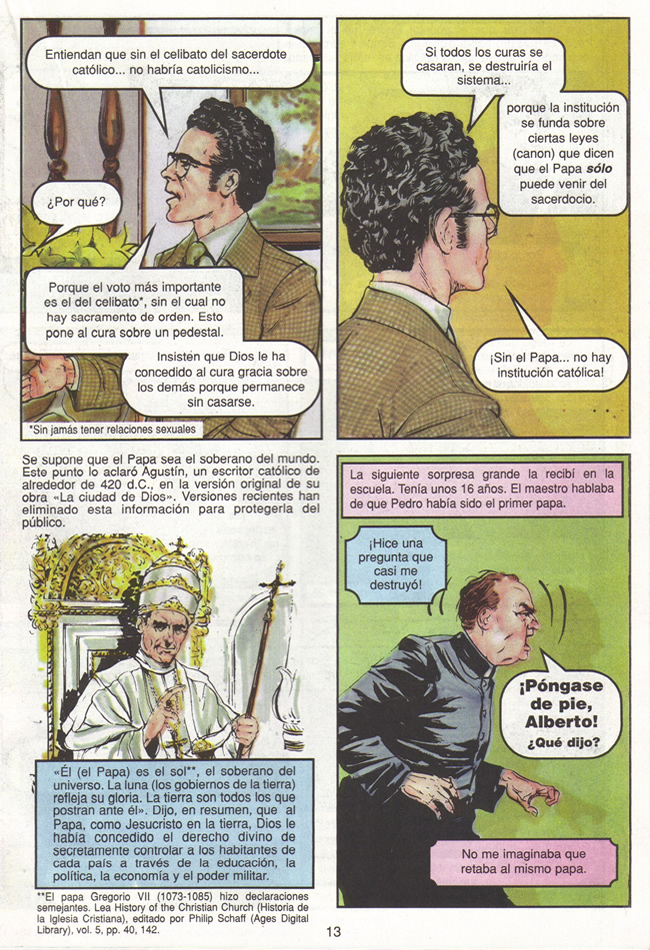 Entiendan que sin el celibato del sacerdote
católico... no habría catolicismo...
¿Por qué?
Porque el voto más importante
es el del celibato*, sin el cual no
hay sacramento de orden. Esto
pone al cura sobre un pedestal.
Insisten que Dios le ha
concedido al cura gracia sobre
los demás porque permanece
sin casarse.
*Sin jamás tener relaciones sexuales
Si todos los curas se
casaran, se destruiría el
sistema...
porque la institución
se funda sobre
ciertas leyes
(canon) que dicen
que el Papa sólo
puede venir del
sacerdocio.
¡Sin el Papa... no hay
institución católica!
Se supone que el Papa sea el soberano del mundo.
Este punto lo aclaró Agustín, un escritor católico de
alrededor de 420 d.C., en la versión original de su
obra «La ciudad de Dios». Versiones recientes han
eliminado esta información para protegerla del
público.
«Él (el Papa) es el sol**, el soberano del
universo. La luna (los gobiernos de la tierra)
refleja su gloria. La tierra son todos los que
postran ante él». Dijo, en resumen, que al
Papa, como Jesucristo en la tierra, Dios le
había concedido el derecho divino de
secretamente controlar a los habitantes de
cada país a través de la educación, la
política, la economía y el poder militar.
**El papa Gregorio VII (1073-1085) hizo declaraciones
semejantes. Lea History of the Christian Church (Historia de
la Iglesia Cristiana), editado por Philip Schaff (Ages Digital
Library), vol. 5, pp. 40, 142.
La siguiente sorpresa grande la recibí en la
escuela. Tenía unos 16 años. El maestro hablaba
de que Pedro había sido el primer papa.
¡Hice una
pregunta que
casi me
destruyó!
¡Póngase
de pie,
Alberto!
¿Qué dijo?
No me imaginaba que
retaba al mismo papa.
13